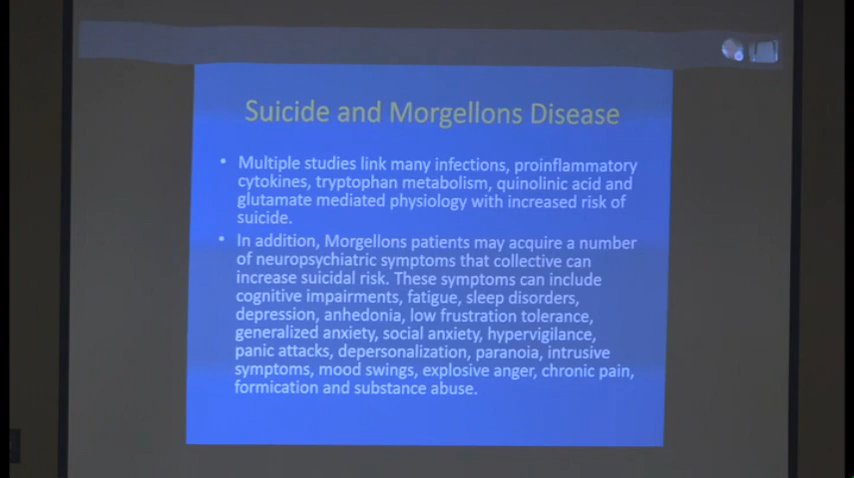 Suicide and Morgellons Disease
• Multiple studies link many infections, proinflammatory
cytokines, tryptophan metabolism, quinolinic acid and
glutamate mediated physiology with increased risk of
suicide.
• In addition, Morgellons patients may acquire a number
of neuropsychiatric symptoms that collective can
increase suicidal risk. These symptoms can include
cognitive impairments, fatigue, sleep disorders,
depression, anhedonia, low frustration tolerance,
generalized anxiety, social anxiety, hypervigilance,
panic attacks, depersonalization, paranoia, intrusive
symptoms, mood swings, explosive anger, chronic pain,
formication and substance abuse.